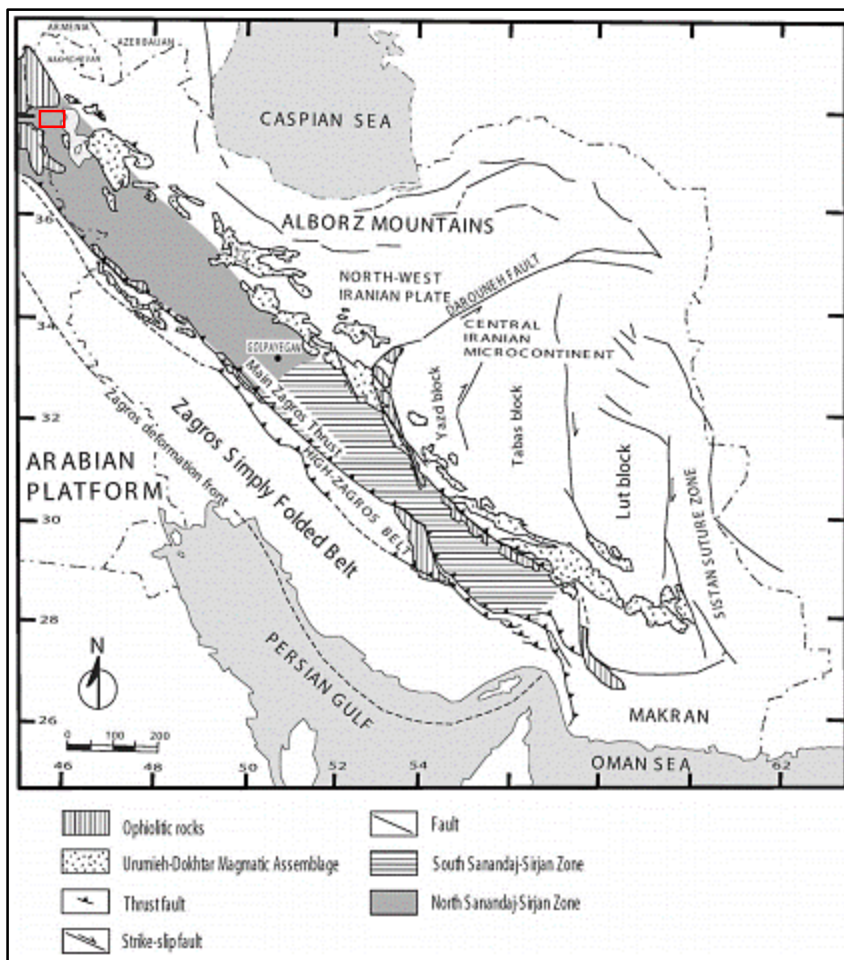 ARMENIA
AZERBAIJAN
NAKHICHEVAN
CASPIAN SEA
36
ALBORZ MOUNTAINS
NORTH-WEST
IRANIAN PLATE
DAROUNEH FAULT
34
CENTRAL
IRANIAN
MICROCONTINENT
GOLPAYEGAN
Main Zagros Thrust
Yazd block
Tabas block
32
Zagros deformation front
Zagros Simply Folded Belt
HIGH-ZAGROS BELT
ARABIAN
PLATFORM
Lut block
SISTAN SUTURE ZONE
30
28
N
PERSIAN GULF
26
MAKRAN
0 100 200
OMAN SEA
46 48 50 52 54 62
Ophiolitic rocks
Fault
Urumieh-Dokhtar Magmatic Assemblage
South Sanandaj-Sirjan Zone
Thrust fault
North Sanandaj-Sirjan Zone
Strike-slip fault